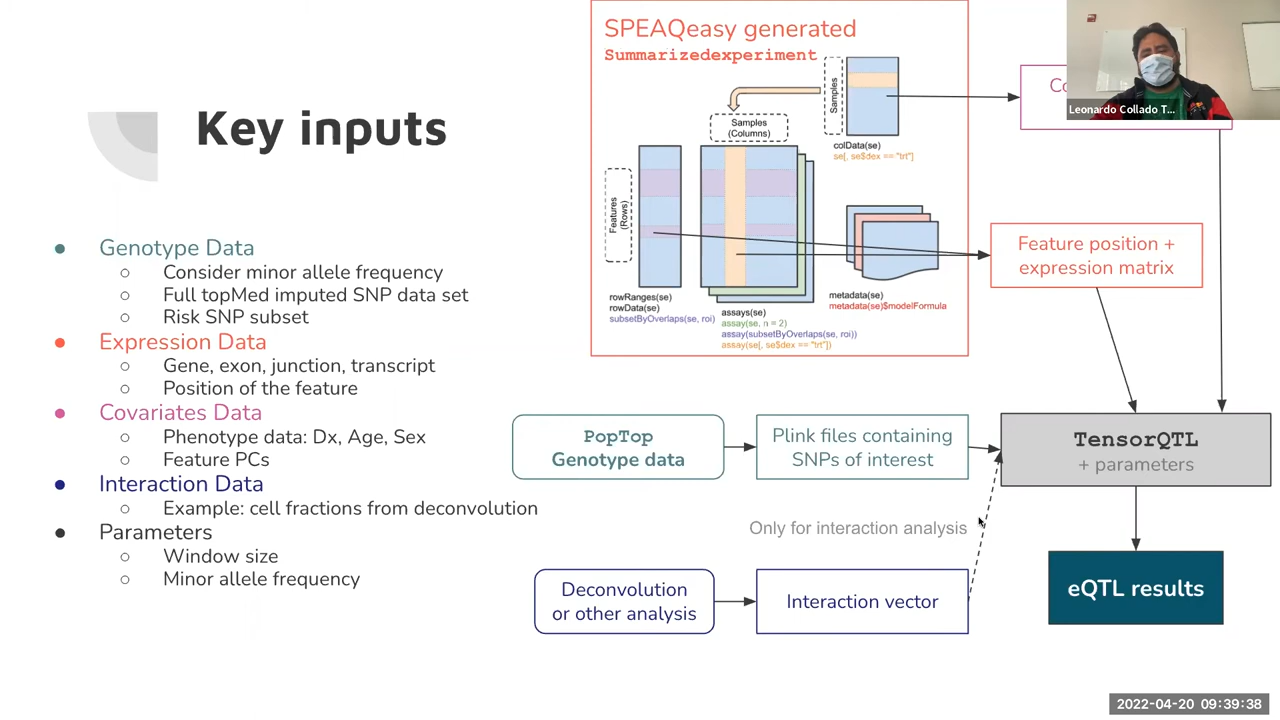 Key inputs
Genotype Data
Consider minor allele frequency
Full topMed imputed SNP data set
Risk SNP subset
Expression Data
Gene, exon, junction, transcript
Position of the feature
Covariates Data
Phenotype data: Dx, Age, Sex
Feature PCs
Interaction Data
Example: cell fractions from deconvolution
Parameters
Window size
Minor allele frequency
SPEAQeasy generated
Summarizedexperiment
Samples
(Columns)
Samples
colData(se)
se[, se$dex == "trt"]
Features
(Rows)
rowRanges(se)
rowData(se)
subsetByOverlaps(se, roi)
assays(se)
assay(se, n = 2)
assay(subsetByOverlaps(se, roi))
assay(se[, se$dex == "trt"])
metadata(se)
metadata(se)$modelFormula
Leonardo Collado T...
Feature position +
expression matrix
PopTop
Genotype data
Plink files containing
SNPs of interest
TensorQTL
+ parameters
Only for interaction analysis
Deconvolution
or other analysis
Interaction vector
eQTL results
2022-04-20 09:39:38